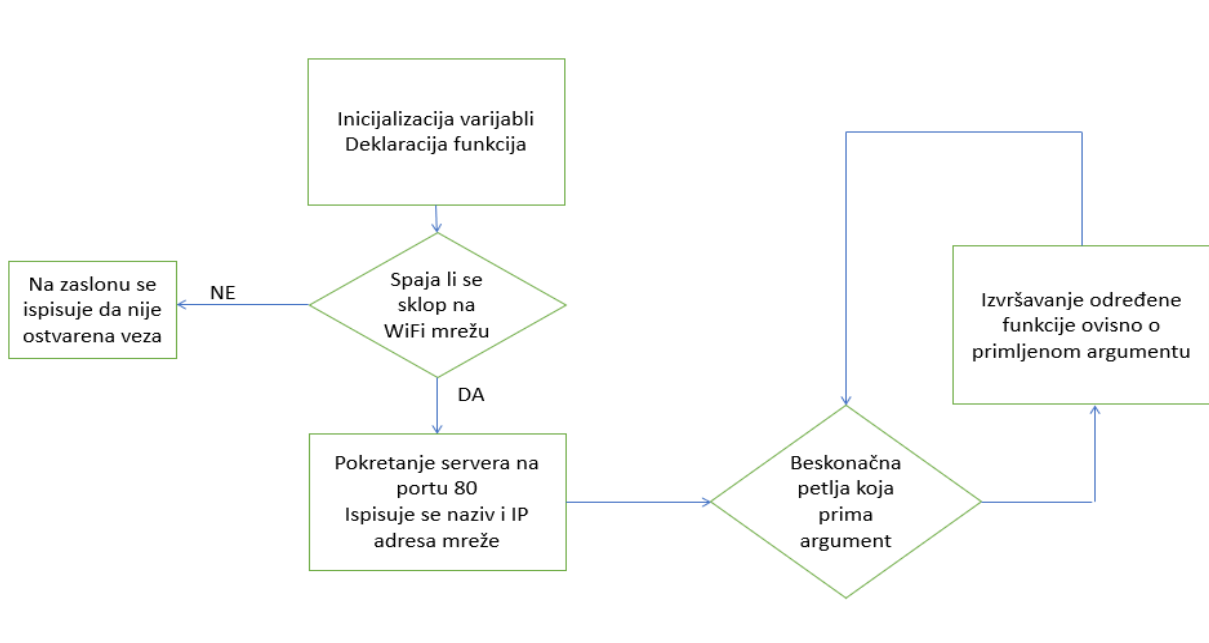 Inicijalizacija varijabli
Deklaracija funkcija
Spaja li se
sklop na
WiFi mrežu
NE
Na zaslonu se
ispisuje da nije
ostvarena veza
DA
Pokretanje servera na
portu 80
Ispisuje se naziv i IP
adresa mreže
Beskonačna
petlja koja
prima
argument
Izvršavanje određene
funkcije ovisno o
primljenom argumentu